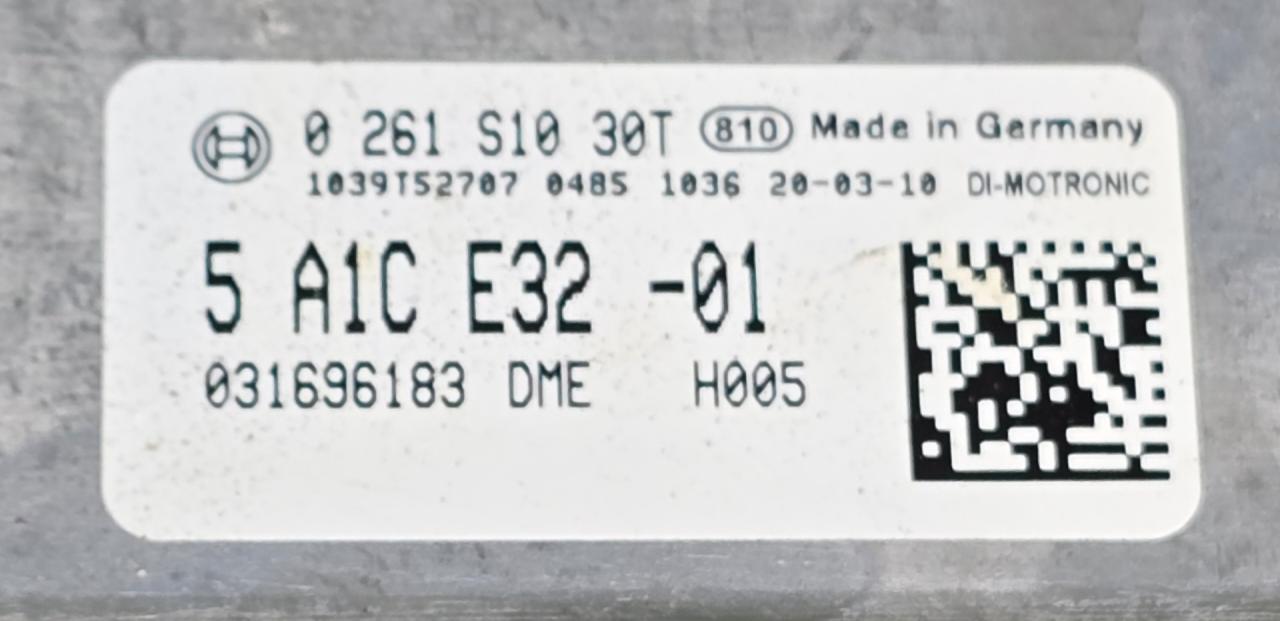 0 261 S10 30T 810 Made in Germany
1039T52707 0485 1036 20-03-10 DI-MOTRONIC
5 A1C E32 -01
031696183 DME H005